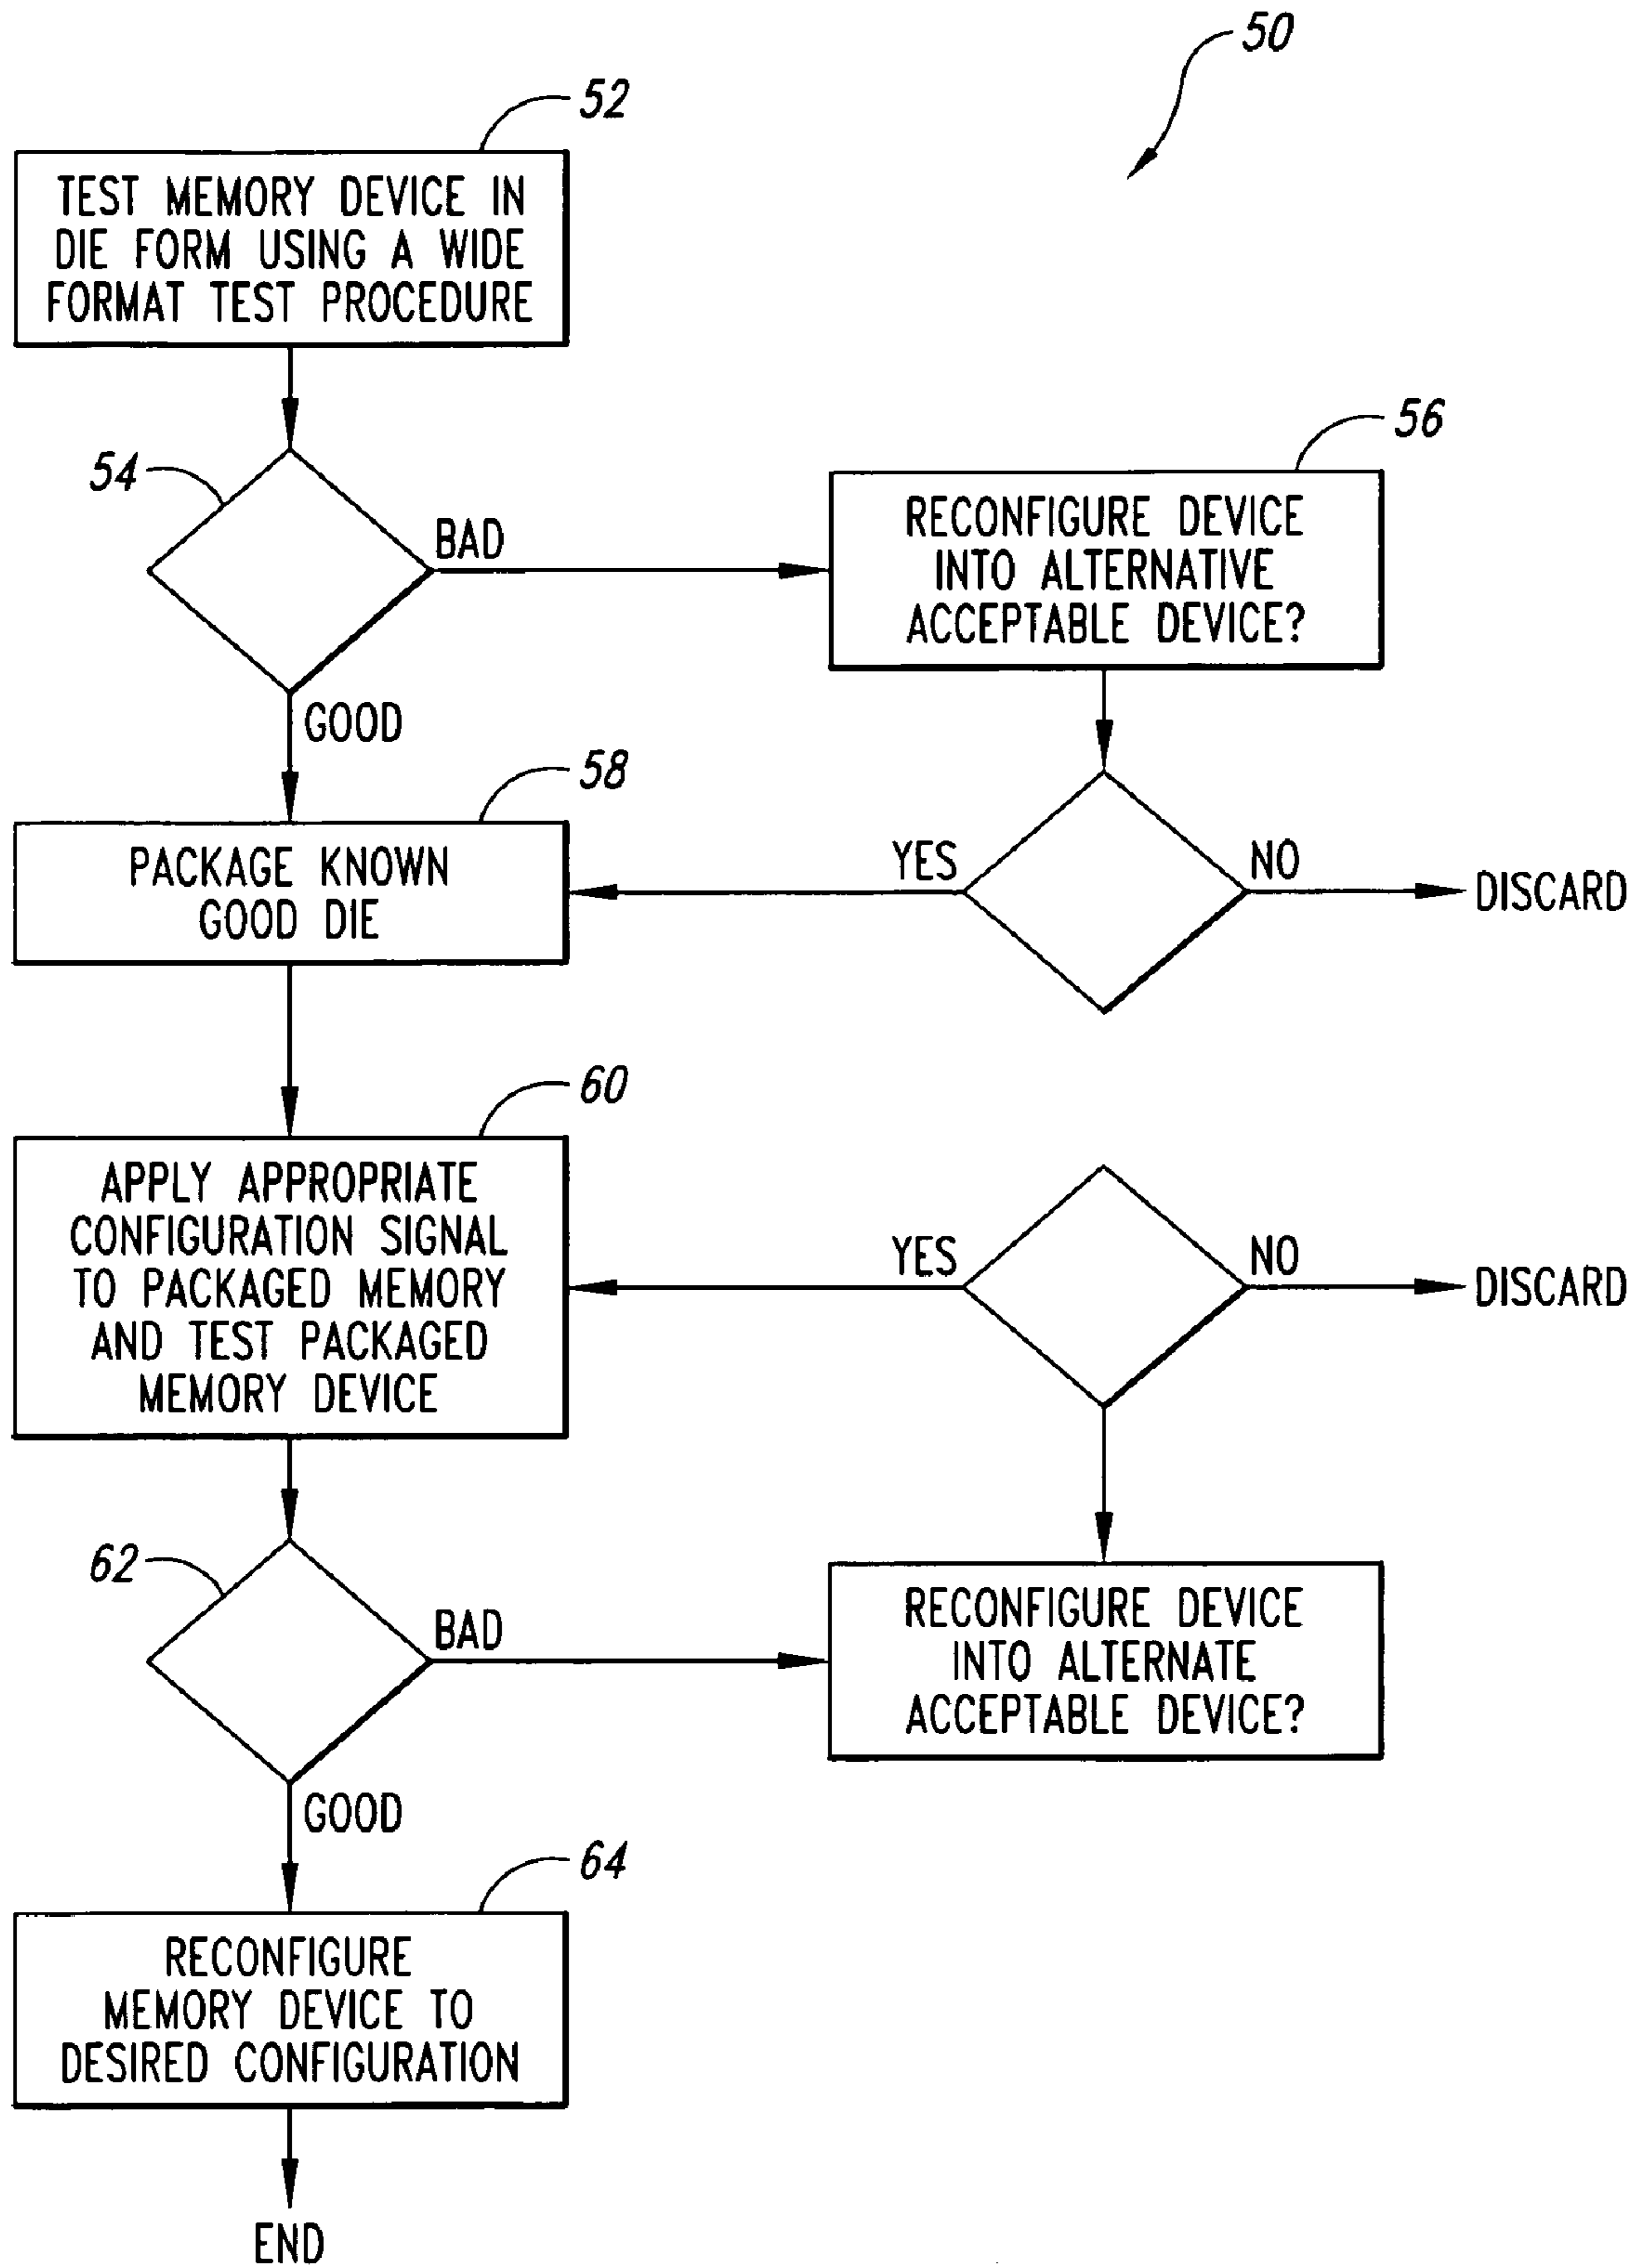 50
52
TEST MEMORY DEVICE IN
DIE FORM USING A WIDE
FORMAT TEST PROCEDURE
54
BAD
GOOD
56
RECONFIGURE DEVICE
INTO ALTERNATIVE
ACCEPTABLE DEVICE?
58
PACKAGE KNOWN
GOOD DIE
YES
NO
DISCARD
60
APPLY APPROPRIATE
CONFIGURATION SIGNAL
TO PACKAGED MEMORY
AND TEST PACKAGED
MEMORY DEVICE
YES
NO
DISCARD
62
BAD
GOOD
RECONFIGURE DEVICE
INTO ALTERNATE
ACCEPTABLE DEVICE?
64
RECONFIGURE
MEMORY DEVICE TO
DESIRED CONFIGURATION
END